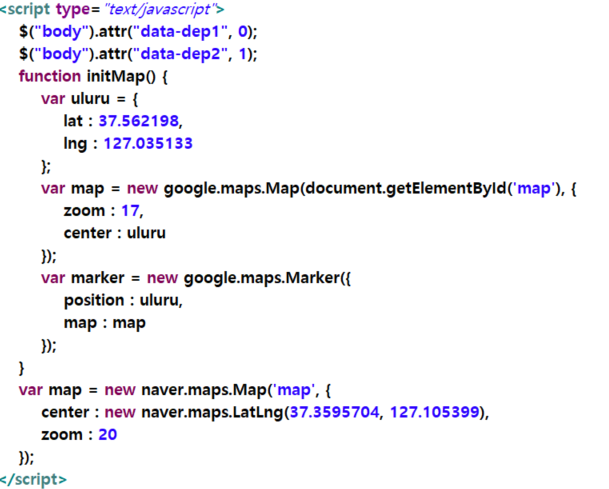 <script type="text/javascript">
$("body").attr("data-dep1", 0);
$("body").attr("data-dep2", 1);
function initMap() {
var uluru = {
lat : 37.562198,
lng : 127.035133
};
var map = new google.maps.Map(document.getElementById('map'), {
zoom : 17,
center : uluru
});
var marker = new google.maps.Marker({
position : uluru,
map : map
});
}
var map = new naver.maps.Map('map', {
center : new naver.maps.LatLng(37.3595704, 127.105399),
zoom : 20
});
</script>